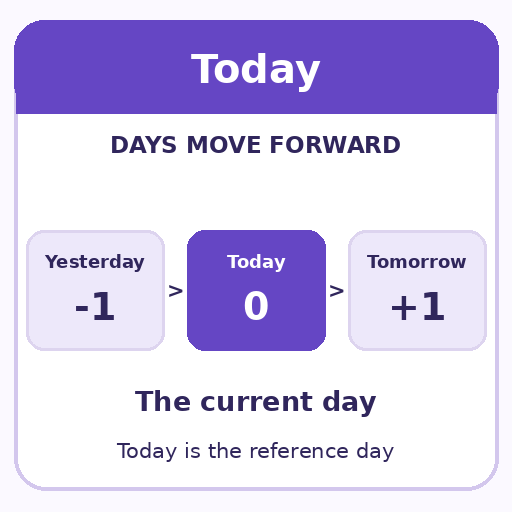 Today
DAYS MOVE FORWARD
Yesterday > Today > Tomorrow
-1 0 +1
The current day
Today is the reference day